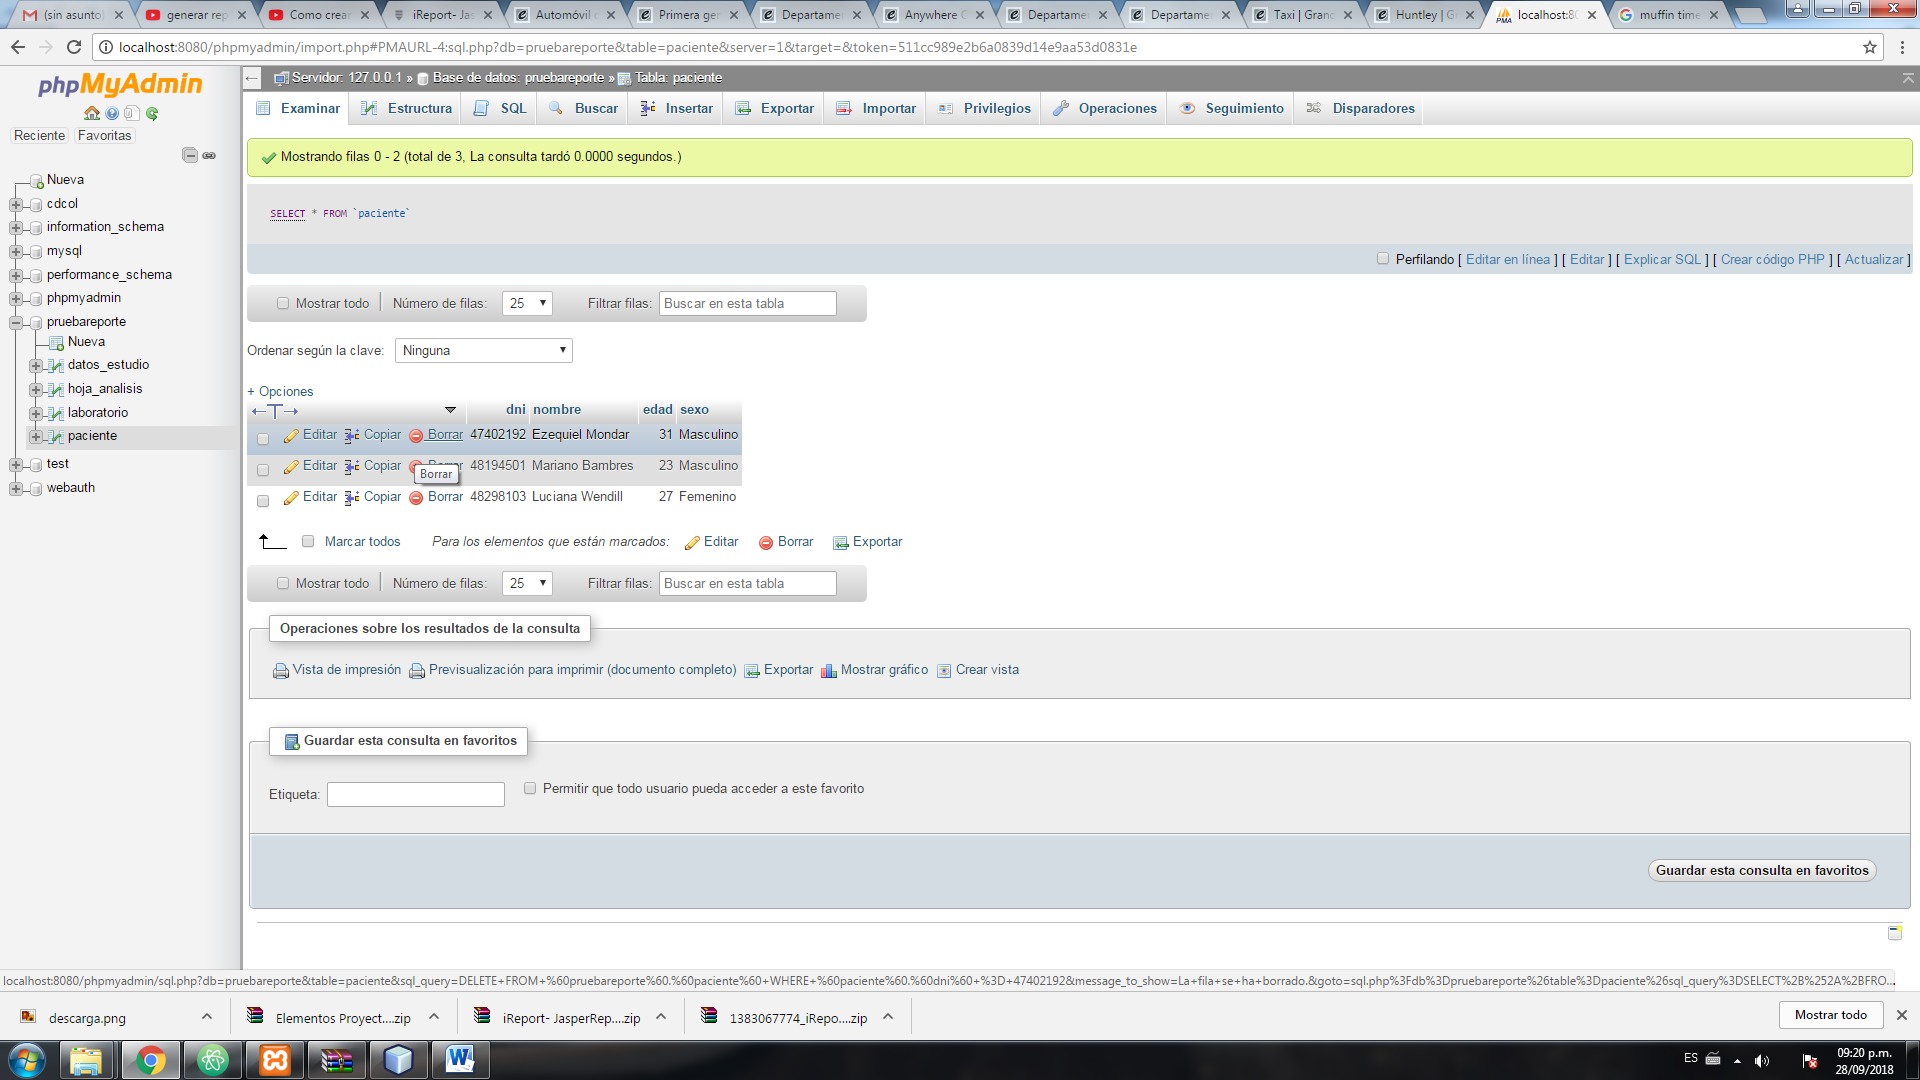 (sin asunto)
generar rep
Como crear
iReport- Jas
Automóvil c
Primera ge
Departame
Anywhere C
Departame
Departame
Taxi | Grand
Huntley | G
localhost:80
muffin time
localhost:8080/phpmyadmin/import.php#PMAURL-4:sql.php?db=pruebareporte&table=paciente&server=1&target=&token=511cc989e2b6a0839d14e9aa53d0831e
phpMyAdmin
Reciente Favoritas
Nueva
cdcol
information_schema
mysql
performance_schema
phpmyadmin
pruebareporte
Nueva
datos_estudio
hoja_analisis
laboratorio
paciente
test
webauth
Servidor: 127.0.0.1 » Base de datos: pruebareporte » Tabla: paciente
Examinar Estructura SQL Buscar Insertar Exportar Importar Privilegios Operaciones Seguimiento Disparadores
Mostrando filas 0 - 2 (total de 3, La consulta tardó 0.0000 segundos.)
SELECT * FROM `paciente`
Perfilando [ Editar en línea ] [ Editar ] [ Explicar SQL ] [ Crear código PHP ] [ Actualizar ]
Mostrar todo | Número de filas: 25 Filtrar filas: Buscar en esta tabla
Ordenar según la clave: Ninguna
+ Opciones
dni nombre edad sexo
Editar Copiar Borrar 47402192 Ezequiel Mondar 31 Masculino
Editar Copiar Borrar 48194501 Mariano Bambres 23 Masculino
Borrar
Editar Copiar Borrar 48298103 Luciana Wendill 27 Femenino
Marcar todos Para los elementos que están marcados: Editar Borrar Exportar
Mostrar todo | Número de filas: 25 Filtrar filas: Buscar en esta tabla
Operaciones sobre los resultados de la consulta
Vista de impresión Previsualización para imprimir (documento completo) Exportar Mostrar gráfico Crear vista
Guardar esta consulta en favoritos
Etiqueta: Permitir que todo usuario pueda acceder a este favorito
Guardar esta consulta en favoritos
localhost:8080/phpmyadmin/sql.php?db=pruebareporte&table=paciente&sql_query=DELETE+FROM+%60pruebareporte%60.%60paciente%60+WHERE+%60paciente%60.%60dni%60+%3D+47402192&message_to_show=La+fila+se+ha+borrado.&goto=sql.php%3Fdb%3Dpruebareporte%26table%3Dpaciente%26sql_query%3DSELECT%2B%252A%2BFRO...
descarga.png
Elementos Proyect....zip
iReport- JasperRep....zip
1383067774_iRepo....zip
Mostrar todo
ES
09:20 p.m.
28/09/2018